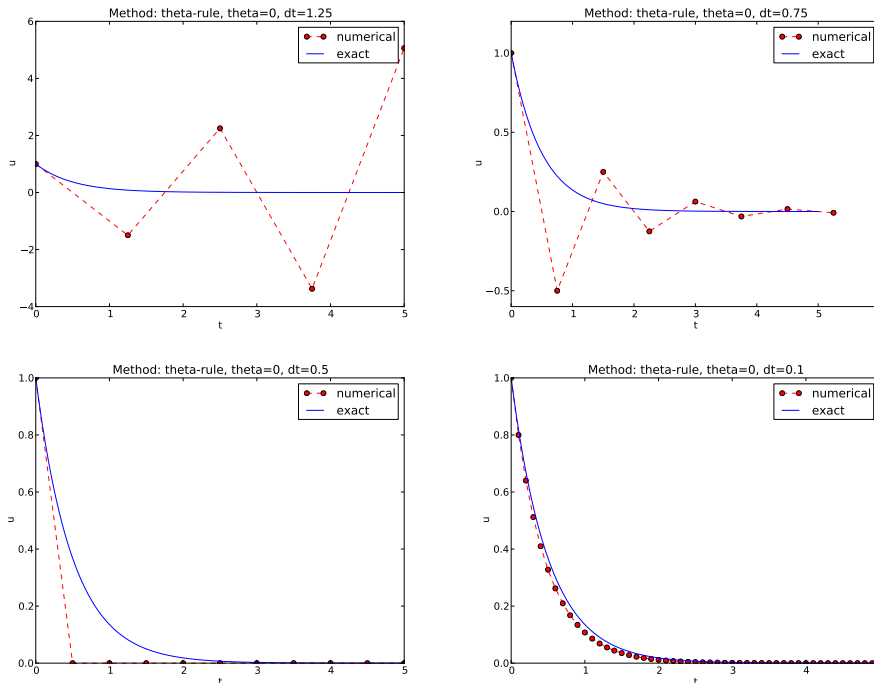 Method: theta-rule, theta=0, dt=1.25
numerical
exact
6
4
2
0
−2
−4
u
0 1 2 3 4 5
t
Method: theta-rule, theta=0, dt=0.75
numerical
exact
1.0
0.5
0.0
−0.5
u
0 1 2 3 4 5
t
Method: theta-rule, theta=0, dt=0.5
numerical
exact
1.0
0.8
0.6
0.4
0.2
0.0
u
0 1 2 3 4 5
t
Method: theta-rule, theta=0, dt=0.1
numerical
exact
1.0
0.8
0.6
0.4
0.2
0.0
u
0 1 2 3 4
t